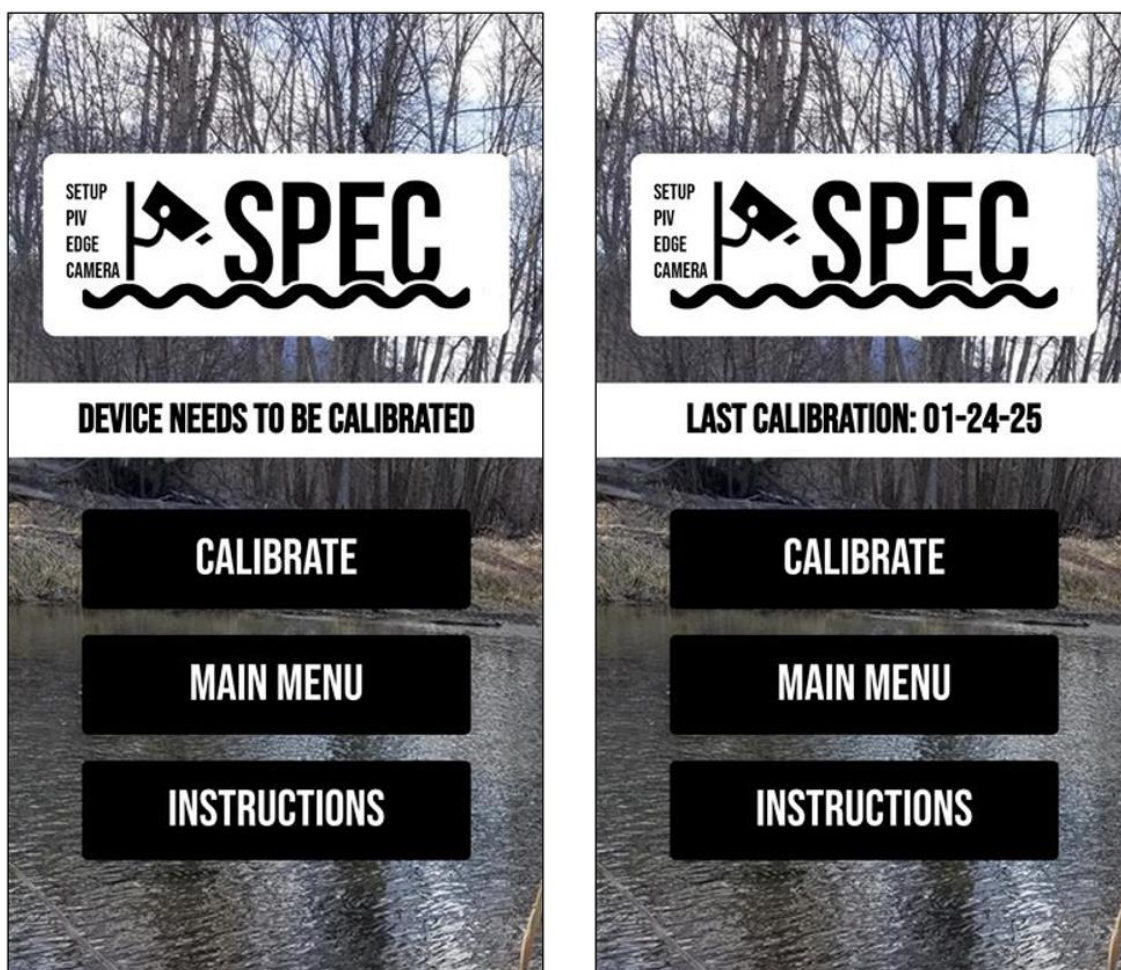 SETUP
PIV
EDGE
CAMERA
SPEC
DEVICE NEEDS TO BE CALIBRATED
CALIBRATE
MAIN MENU
INSTRUCTIONS
SETUP
PIV
EDGE
CAMERA
SPEC
LAST CALIBRATION: 01-24-25
CALIBRATE
MAIN MENU
INSTRUCTIONS